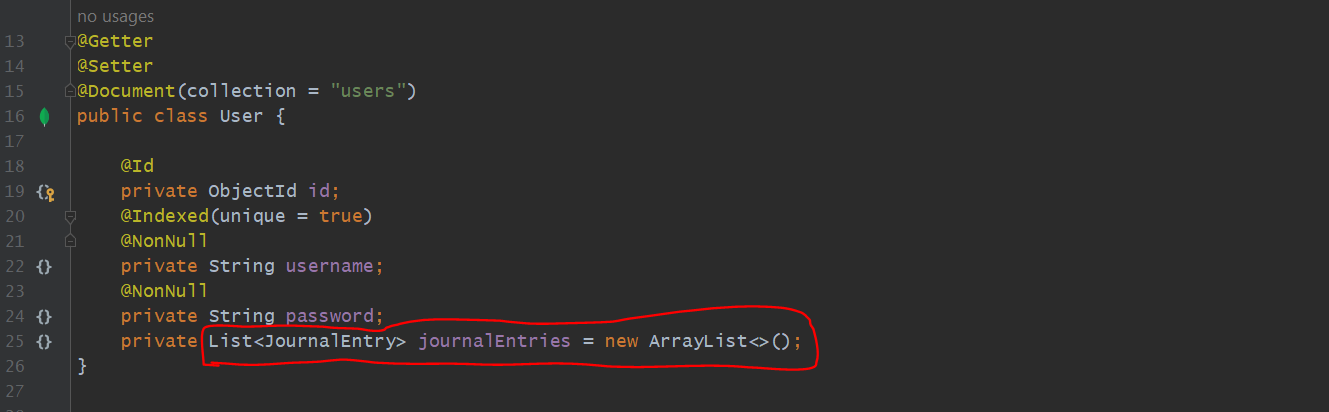 no usages
13 @Getter
14 @Setter
15 @Document(collection = "users")
16 public class User {
17
18 @Id
19 private ObjectId id;
20 @Indexed(unique = true)
21 @NonNull
22 private String username;
23 @NonNull
24 private String password;
25 private List<JournalEntry> journalEntries = new ArrayList<>();
26 }
27